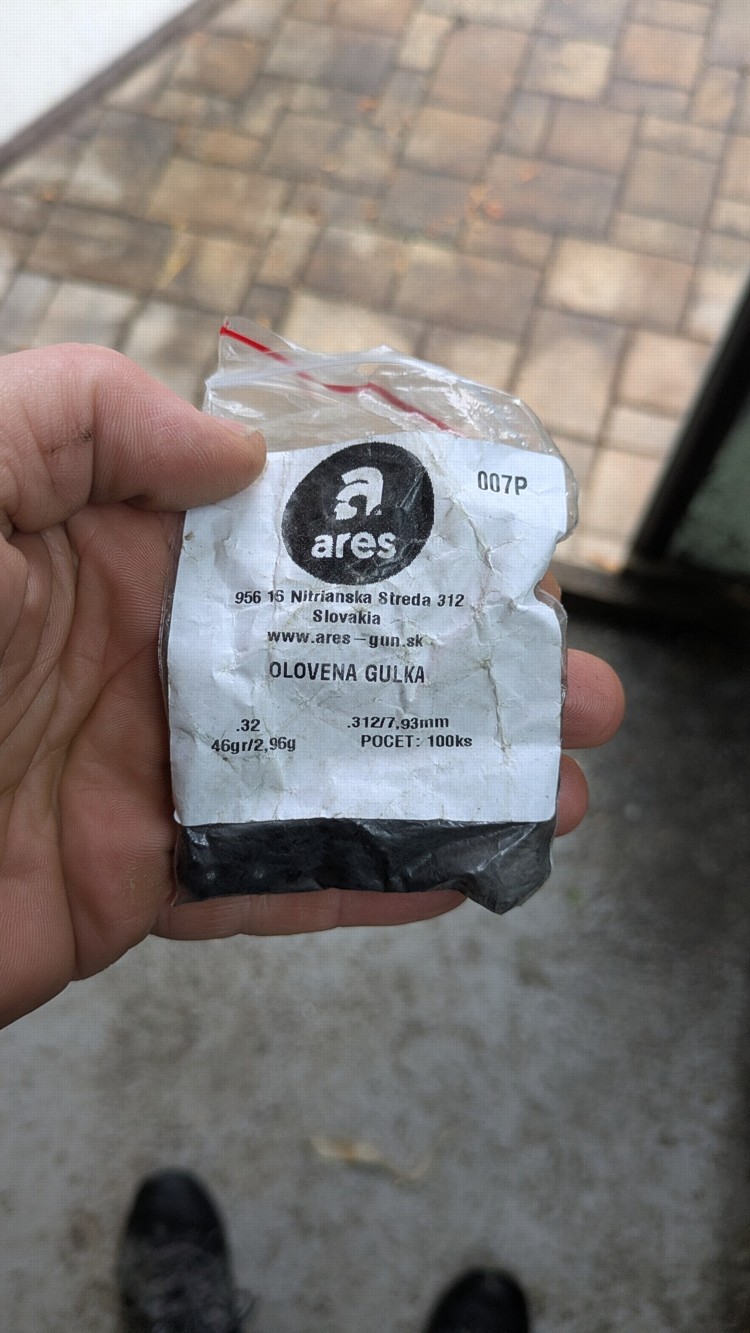 007P
a
ares
956 16 Nitrianska Streda 312
Slovakia
www.ares-gun.sk
OLOVENA GULKA
.32 .312/7,93mm
46gr/2,96g POCET: 100ks